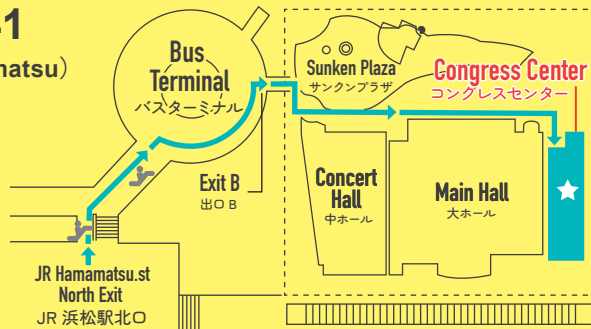 -1
matsu）
Bus
Terminal
バスターミナル
Sunken Plaza
サンクンプラザ
Congress Center
コングレスセンター
Exit B
出口 B
Concert
Hall
中ホール
Main Hall
大ホール
JR Hamamatsu.st
North Exit
JR 浜松駅北口